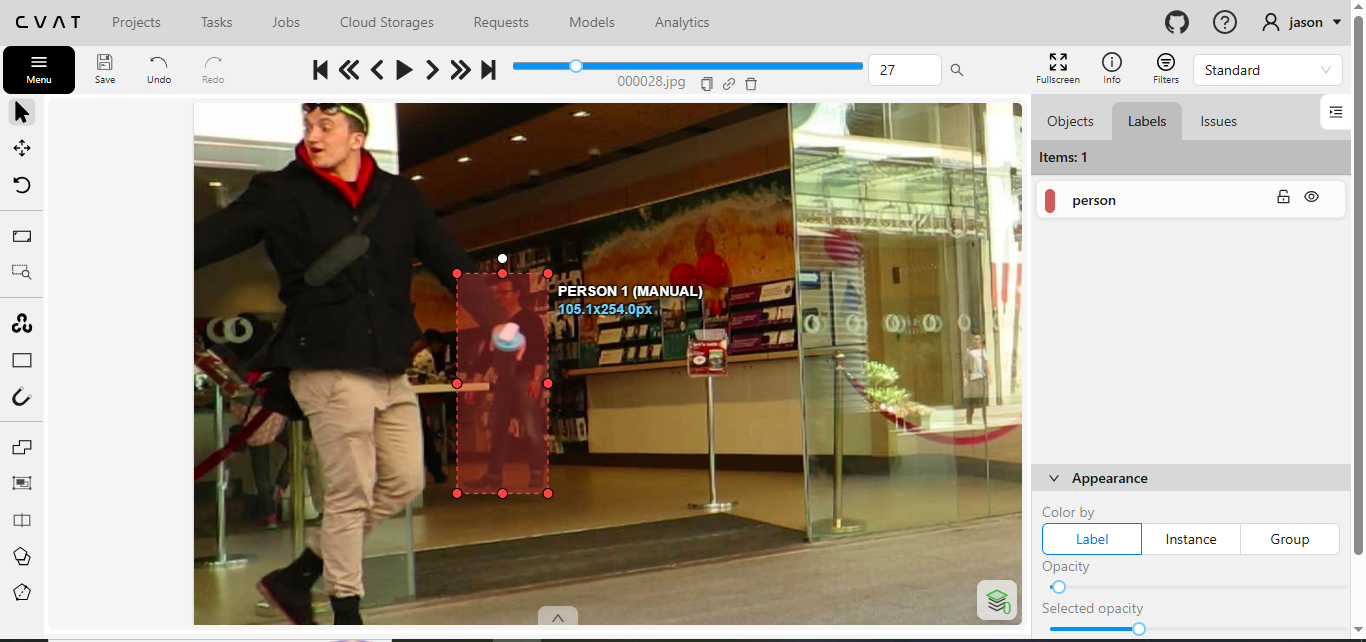 CVAT
Projects
Tasks
Jobs
Cloud Storages
Requests
Models
Analytics
jason
Menu
Save
Undo
Redo
000028.jpg
27
Fullscreen
Info
Filters
Standard
Objects
Labels
Issues
Items: 1
person
PERSON 1 (MANUAL)
105.1x254.0px
Appearance
Color by
Label
Instance
Group
Opacity
Selected opacity
0